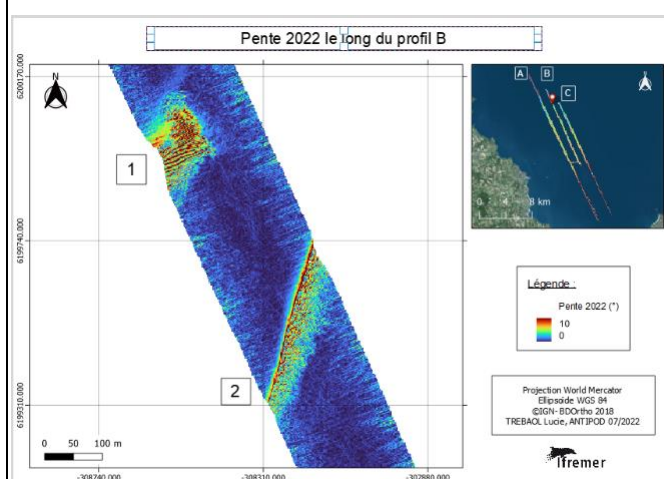 Pente 2022 le long du profil B
6200170.000
6199740.000
6199310.000
N
1
2
0 50 100 m
-308740.000
-308310.000
-307880.000
A
B
C
0 4 8 km
Légende :
Pente 2022 (°)
10
0
Projection World Mercator
Ellipsoide WGS 84
©IGN- BDOrtho 2018
TREBAOL Lucie, ANTIPOD 07/2022
ifremer